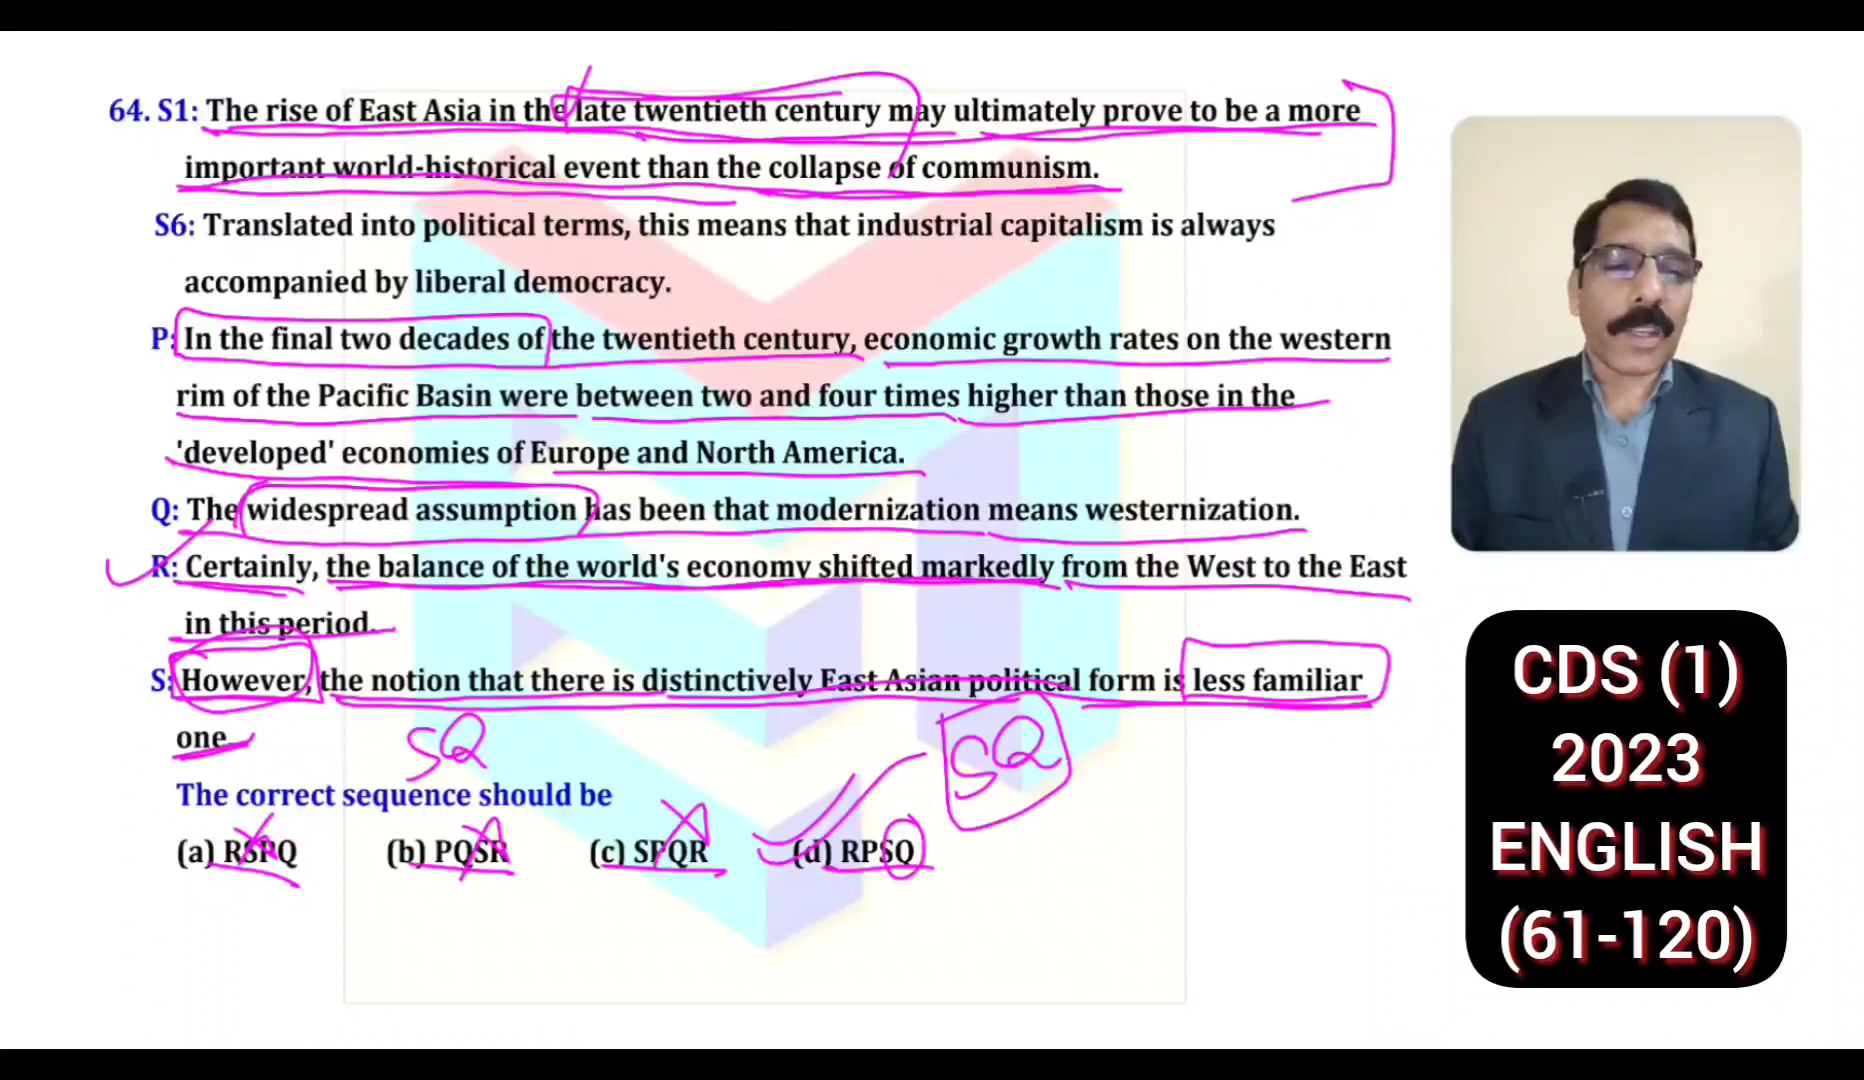 64. S1: The rise of East Asia in the late twentieth century may ultimately prove to be a more
important world-historical event than the collapse of communism.
S6: Translated into political terms, this means that industrial capitalism is always
accompanied by liberal democracy.
P: In the final two decades of the twentieth century, economic growth rates on the western
rim of the Pacific Basin were between two and four times higher than those in the
'developed' economies of Europe and North America.
Q: The widespread assumption has been that modernization means westernization.
R: Certainly, the balance of the world's economy shifted markedly from the West to the East
in this period.
S: However, the notion that there is distinctively East Asian political form is less familiar
one
SQ
SQ
The correct sequence should be
(a) RSPQ (b) PQSR (c) SPQR (d) RPSQ
CDS (1)
2023
ENGLISH
(61-120)